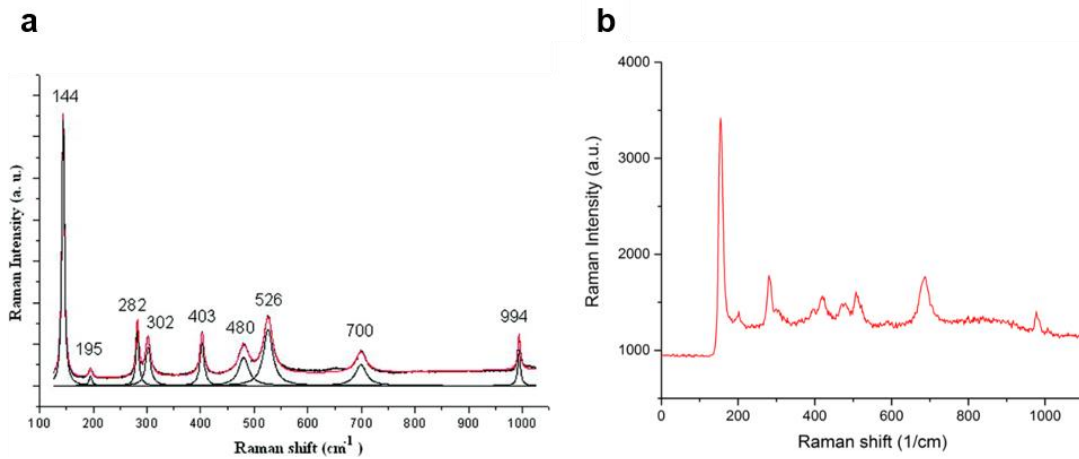 a
144
195
282
302
403
480
526
700
994
Raman Intensity (a. u.)
100 200 300 400 500 600 700 800 900 1000
Raman shift (cm-1)
b
4000
3000
2000
1000
Raman Intensity (a.u.)
0 200 400 600 800 1000
Raman shift (1/cm)